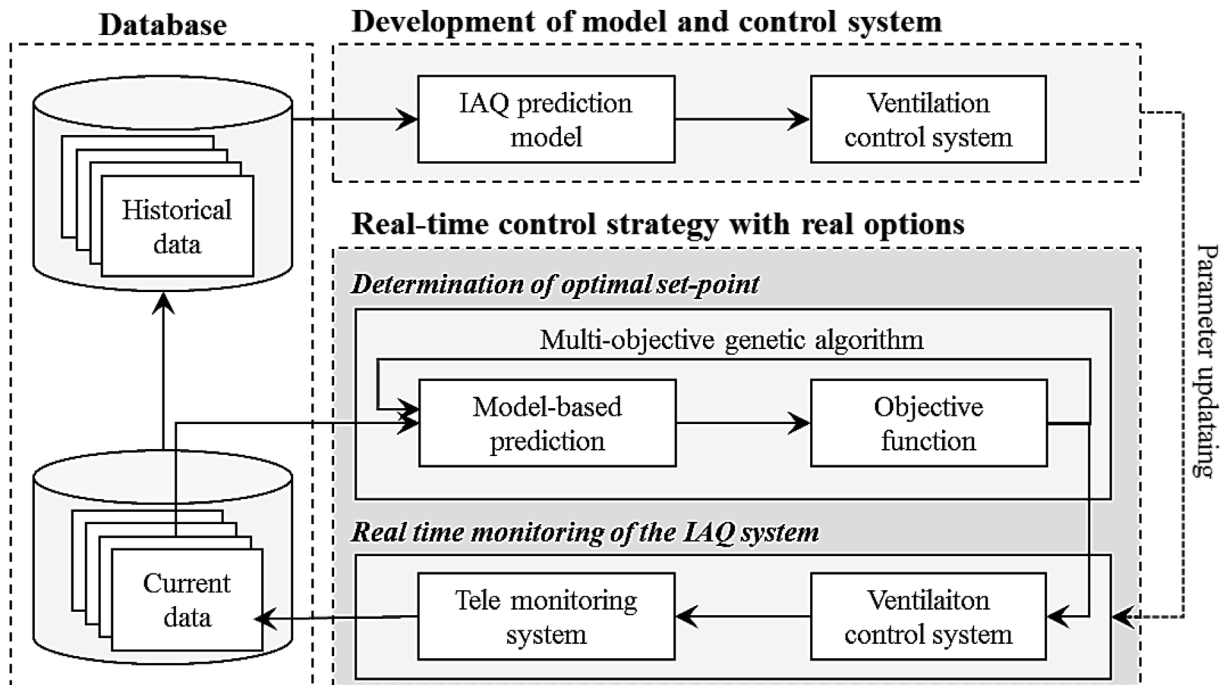 Database
Development of model and control system
IAQ prediction
model
Ventilation
control system
Historical
data
Real-time control strategy with real options
Determination of optimal set-point
Multi-objective genetic algorithm
Model-based
prediction
Objective
function
Parameter updataing
Real time monitoring of the IAQ system
Current
data
Tele monitoring
system
Ventilaiton
control system